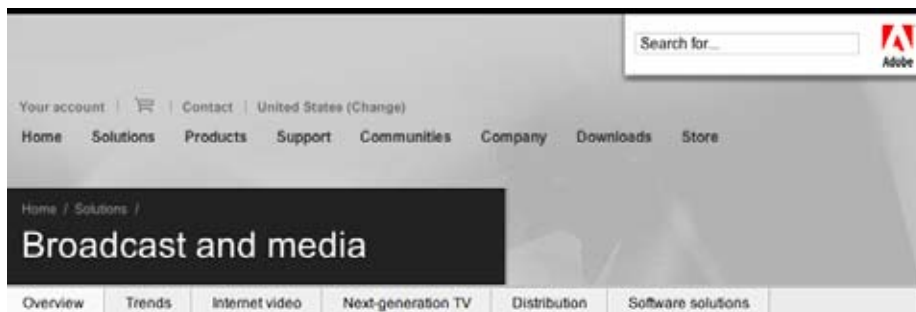 Search for...
Adobe
Your account | | Contact | United States (Change)
Home Solutions Products Support Communities Company Downloads Store
Home / Solutions /
Broadcast and media
Overview Trends Internet video Next-generation TV Distribution Software solutions